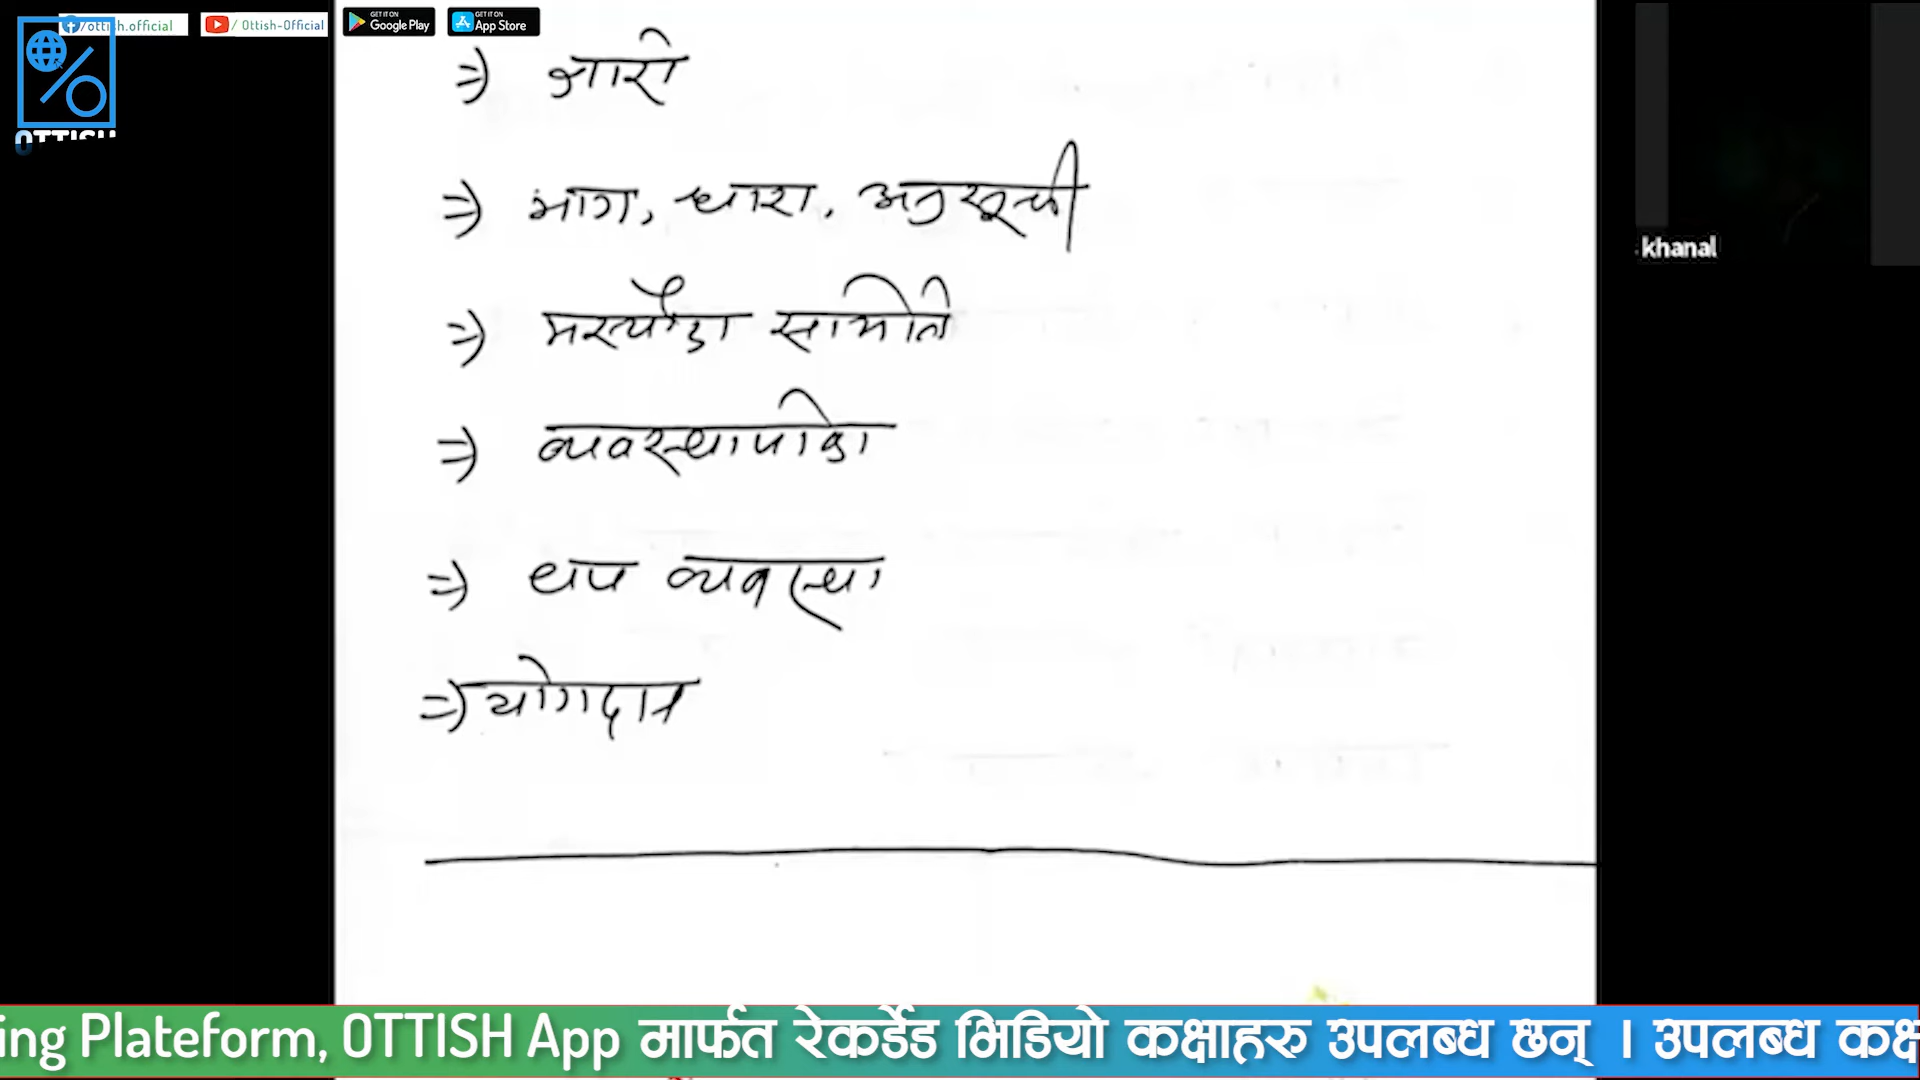 /ottish.official
/ Ottish-Official
GET IT ON
Google Play
GET IT ON
App Store
OTTISH
⇒ जारी
⇒ भाग, धारा, अनुसूची
⇒ मस्यौदा समिति
⇒ व्यवस्थापिका
⇒ थप व्यवस्था
⇒ योगदान
khanal
ing Plateform, OTTISH App मार्फत रेकर्डेड भिडियो कक्षाहरु उपलब्ध छन् । उपलब्ध कक्ष